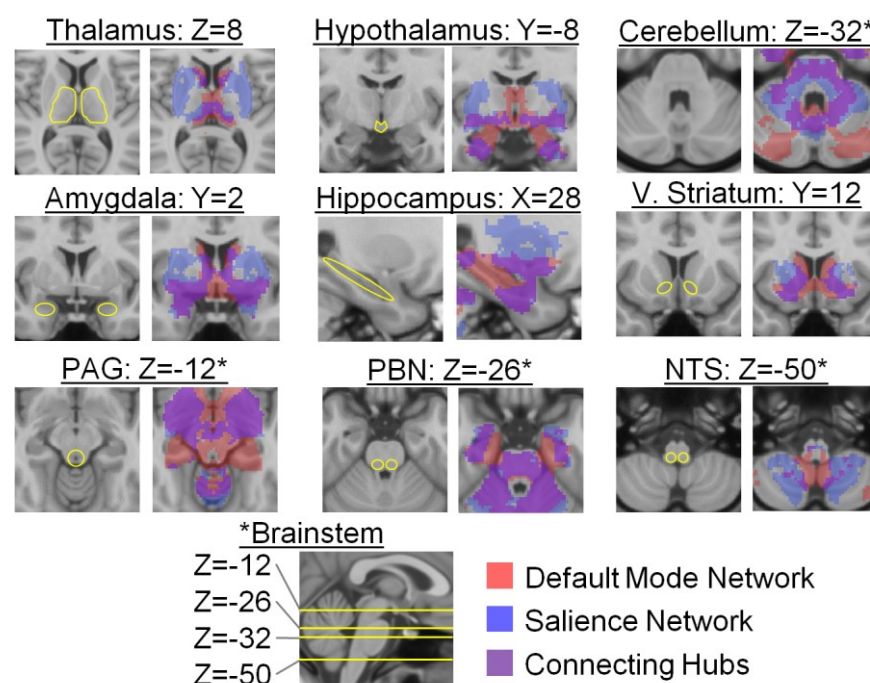 Thalamus: Z=8
Hypothalamus: Y=-8
Cerebellum: Z=-32*
Amygdala: Y=2
Hippocampus: X=28
V. Striatum: Y=12
PAG: Z=-12*
PBN: Z=-26*
NTS: Z=-50*
*Brainstem
Z=-12
Z=-26
Z=-32
Z=-50
Default Mode Network
Salience Network
Connecting Hubs